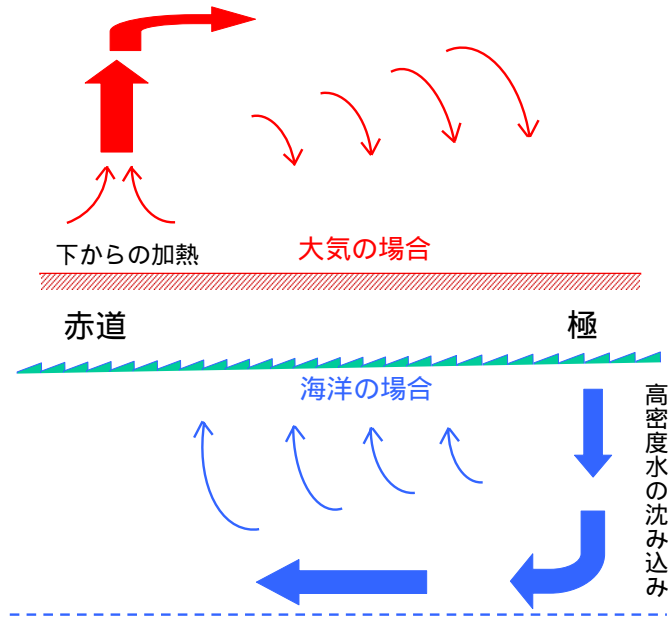 下からの加熱
大気の場合
赤道
極
海洋の場合
高密度水の沈み込み